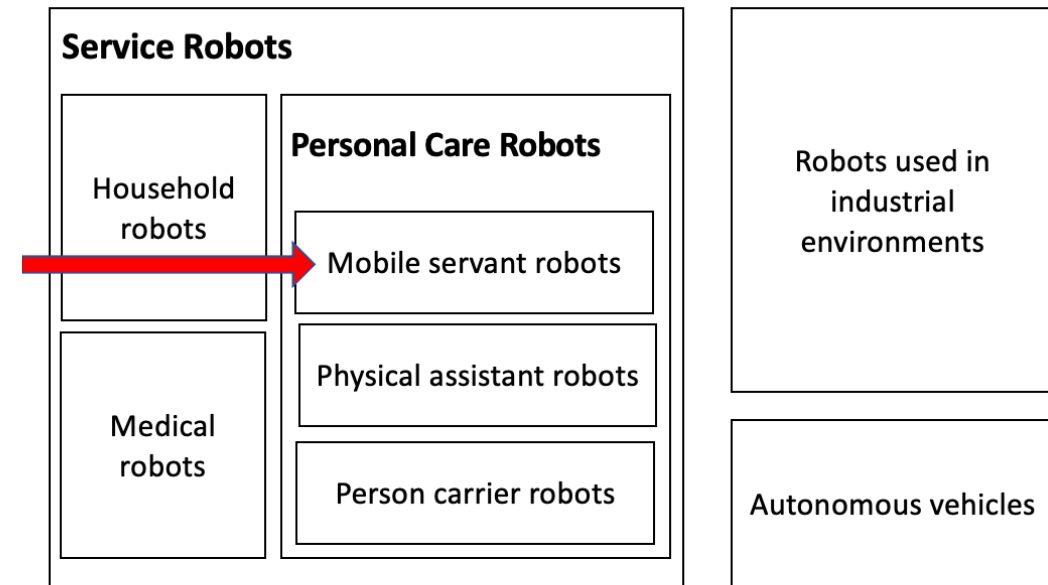 Service Robots
Household
robots
Medical
robots
Personal Care Robots
Mobile servant robots
Physical assistant robots
Person carrier robots
Robots used in
industrial
environments
Autonomous vehicles